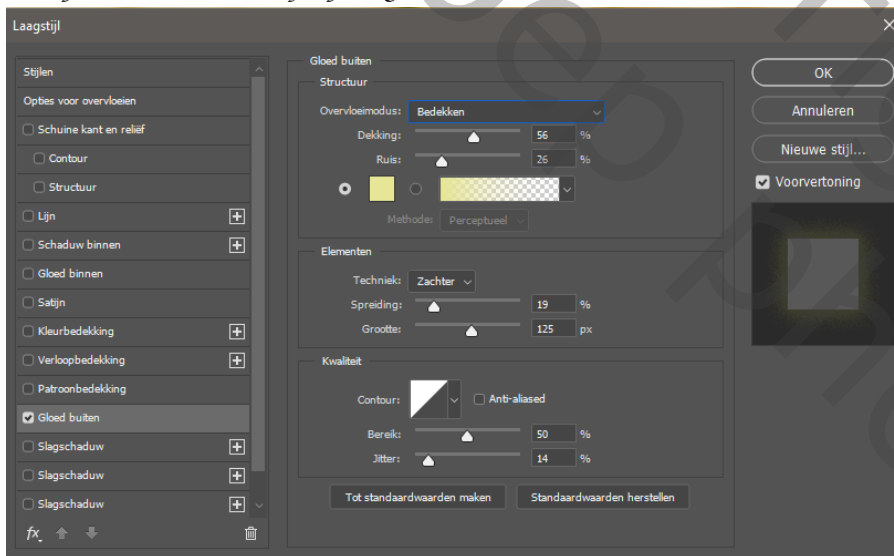 Laagstijl
Stijlen
Opties voor overvloeien
Schuine kant en reliëf
Contour
Structuur
Lijn
Schaduw binnen
Gloed binnen
Satijn
Kleurbedekking
Verloopbedekking
Patroonbedekking
Gloed buiten
Slagschaduw
Slagschaduw
Slagschaduw
fx
Gloed buiten
Structuur
Overvloeimodus: Bedekken
Dekking: 56 %
Ruis: 26 %
Methode: Perceptueel
Elementen
Techniek: Zachter
Spreiding: 19 %
Grootte: 125 px
Kwaliteit
Contour: Anti-aliased
Bereik: 50 %
Jitter: 14 %
Tot standaardwaarden maken Standaardwaarden herstellen
OK
Annuleren
Nieuwe stijl...
Voorvertoning